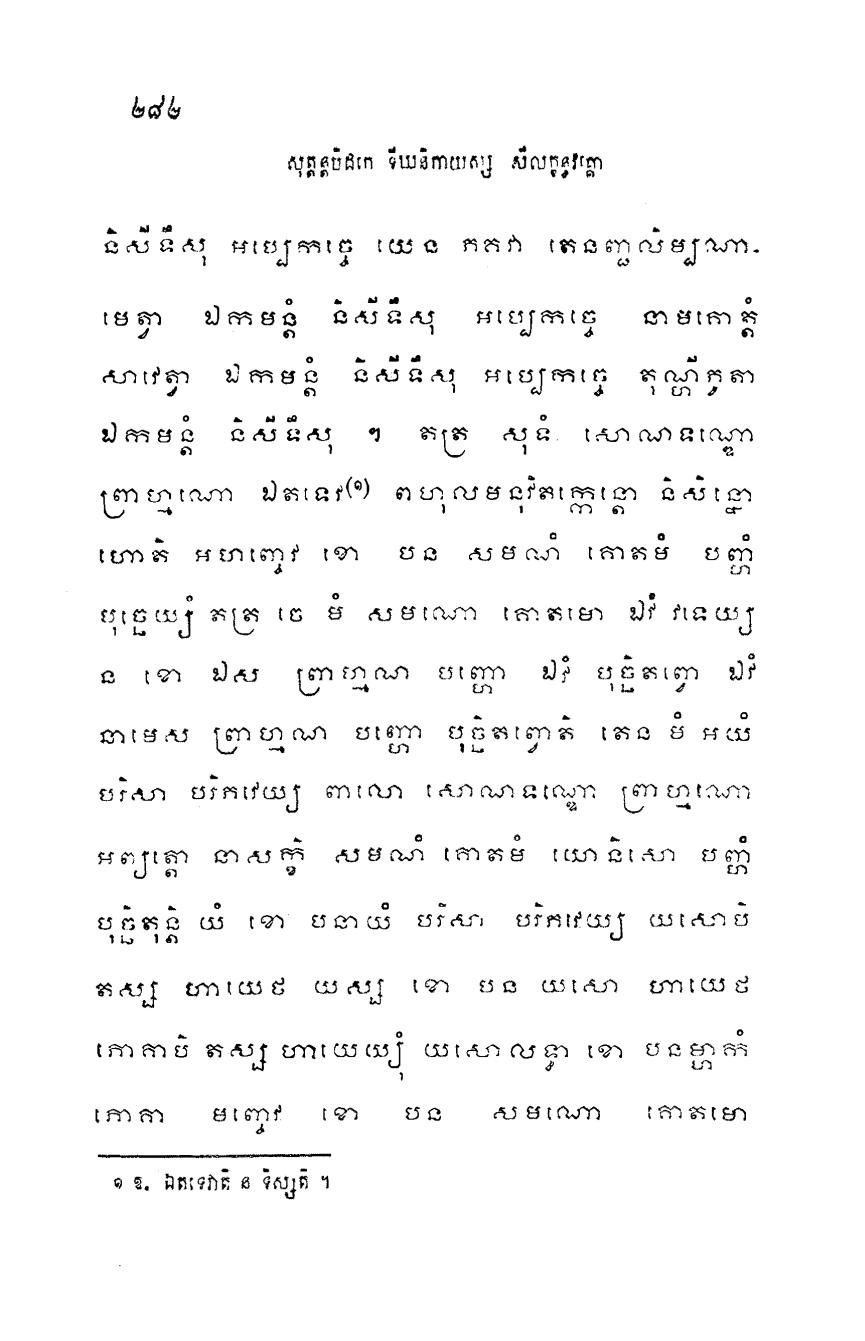 ២៨៤
សុត្តន្តបិដកេ ទីឃនិកាយស្ស សីលក្ខន្ធវគ្គោ
និសីទឹសុ អប្បេកច្ចេ យេន ភគវា តេនញ្ជលិម្បណា-
មេត្វា ឯកមន្តំ និសីទឹសុ អប្បេកច្ចេ នាមគោត្តំ
សាវេត្វា ឯកមន្តំ និសីទឹសុ អប្បេកច្ចេ តុណ្ហីភូតា
ឯកមន្តំ និសីទឹសុ ។ តត្រ សុទំ សោណទណ្ឌោ
ព្រាហ្មណោ ឯតទេវ(១) ពហុលមនុវិតក្កេន្តោ និសិន្នោ
ហោតិ អហញ្ចេវ ខោ បន សមណំ គោតមំ បញ្ហំ
បុច្ឆេយ្យំ តត្រ ចេ មំ សមណោ គោតមោ ឯវំ វទេយ្យ
ន ខោ ឯស ព្រាហ្មណ បញ្ហោ ឯវំ បុច្ឆិតព្វោ ឯវំ
នាមេស ព្រាហ្មណ បញ្ហោ បុច្ឆិតព្វោតិ តេន មំ អយំ
បរិសា បរិភវេយ្យ ពាលោ សោណទណ្ឌោ ព្រាហ្មណោ
អព្យត្តោ នាសក្ខិ សមណំ គោតមំ យោនិសោ បញ្ហំ
បុច្ឆិតុន្តិ យំ ខោ បនាយំ បរិសា បរិភវេយ្យ យសោបិ
តស្ស ហាយេថ យស្ស ខោ បន យសោ ហាយេថ
ភោគាបិ តស្ស ហាយេយ្យុំ យសោលទ្ធា ខោ បនម្ហាកំ
ភោគា មញ្ចេវ ខោ បន សមណោ គោតមោ
១ ឱ. ឯតទេវាតិ ន ទិស្សតិ ។